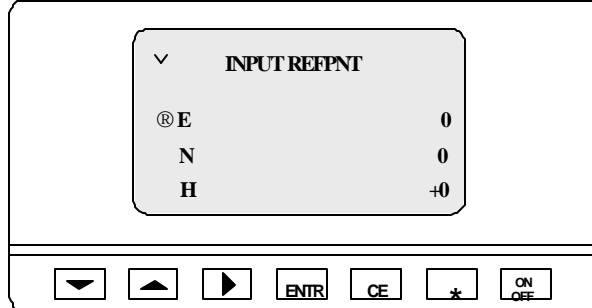 INPUT REFPNT
® E 0
N 0
H +0
ENTR CE * ON OFF